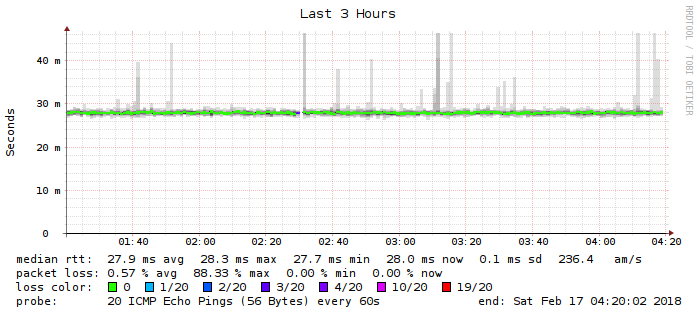 Last 3 Hours
RRDTOOL / TOBI OETIKER
Seconds
40 m
30 m
20 m
10 m
0
01:40 02:00 02:20 02:40 03:00 03:20 03:40 04:00 04:20
median rtt: 27.9 ms avg 28.3 ms max 27.7 ms min 28.0 ms now 0.1 ms sd 236.4 am/s
packet loss: 0.57 % avg 88.33 % max 0.00 % min 0.00 % now
loss color: 0 1/20 2/20 3/20 4/20 10/20 19/20
probe: 20 ICMP Echo Pings (56 Bytes) every 60s end: Sat Feb 17 04:20:02 2018